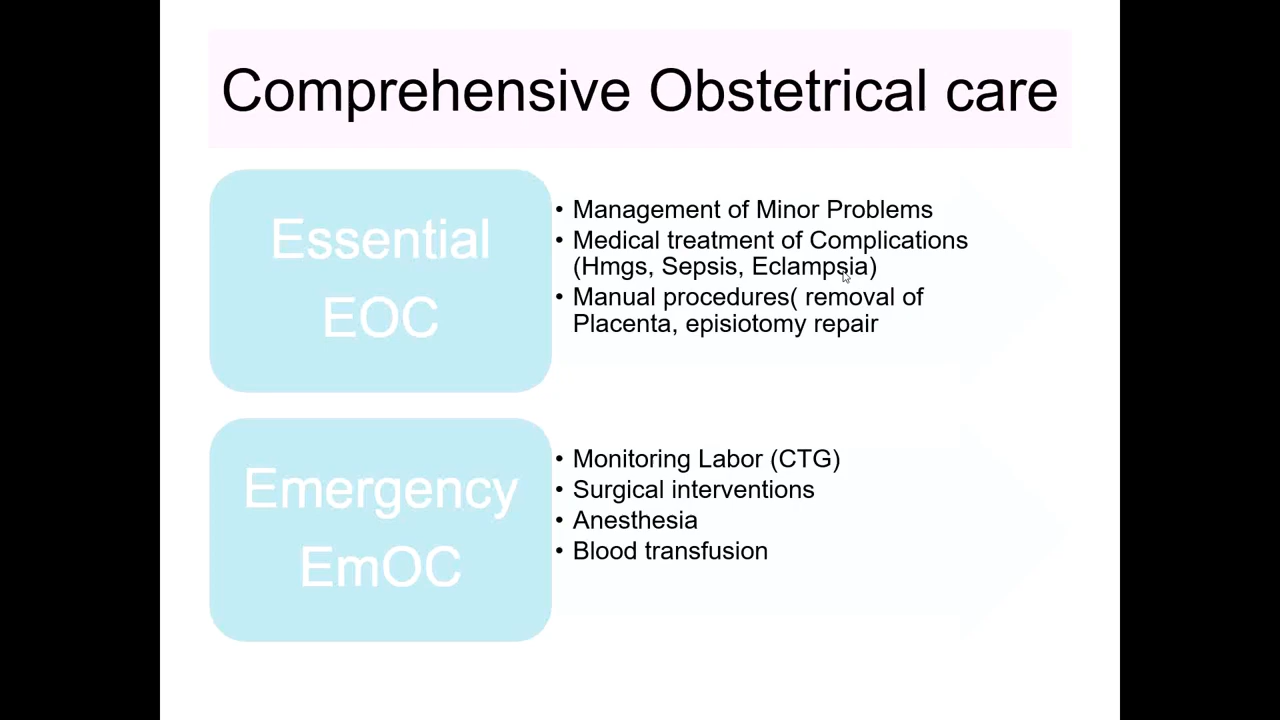 Comprehensive Obstetrical care
Essential
EOC
• Management of Minor Problems
• Medical treatment of Complications
(Hmgs, Sepsis, Eclampsia)
• Manual procedures( removal of
Placenta, episiotomy repair
Emergency
EmOC
• Monitoring Labor (CTG)
• Surgical interventions
• Anesthesia
• Blood transfusion